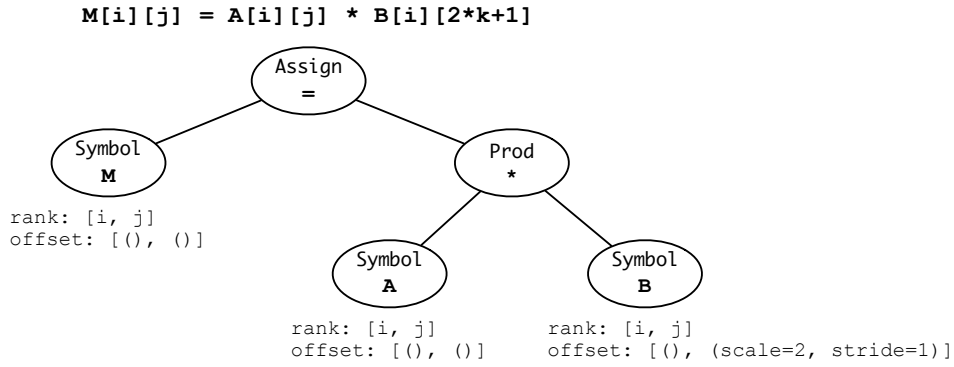 M[i][j] = A[i][j] * B[i][2*k+1]
Assign
=
Symbol
M
rank: [i, j]
offset: [(), ()]
Prod
*
Symbol
A
rank: [i, j]
offset: [(), ()]
Symbol
B
rank: [i, j]
offset: [(), (scale=2, stride=1)]